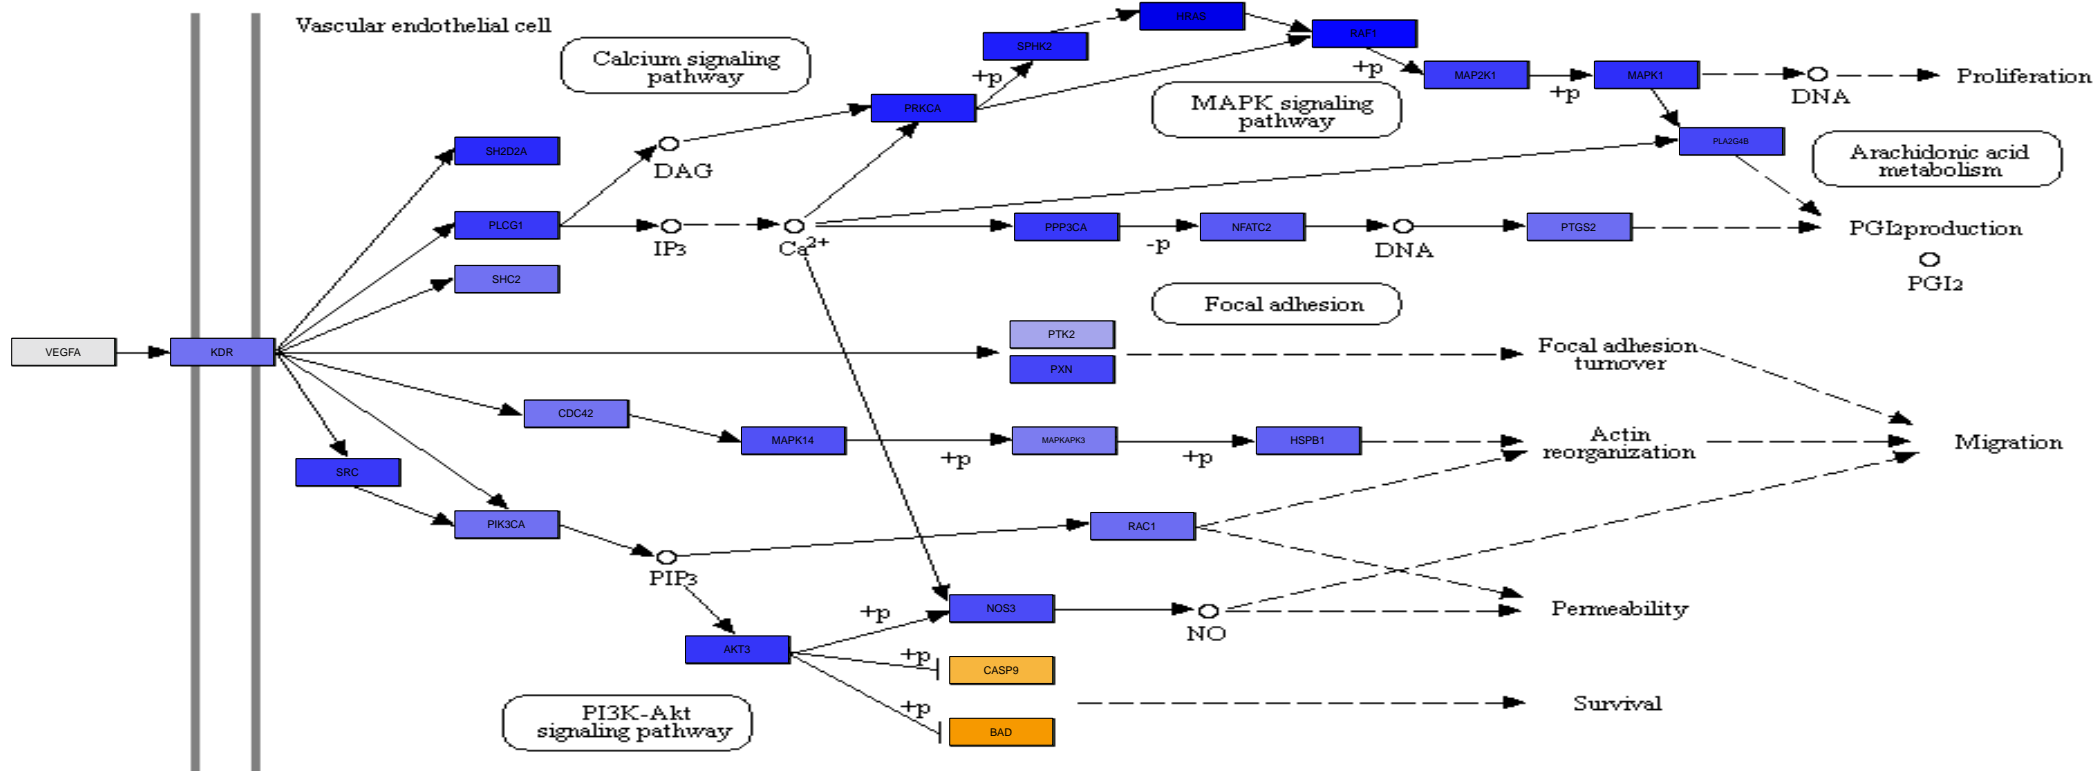 Vascular endothelial cell
HRAS
SPHK2
RAF1
Calcium signaling
pathway
+p
+p
MAP2K1
MAPK1
+p
DNA
Proliferation
PRKCA
MAPK signaling
pathway
SH2D2A
DAG
PLA2G4B
Arachidonic acid
metabolism
PLCG1
IP3
Ca2+
PPP3CA
-p
NFATC2
DNA
PTGS2
PGI2production
PGI2
SHC2
Focal adhesion
VEGFA
KDR
PTK2
PXN
Focal adhesion
turnover
CDC42
MAPK14
+p
MAPKAPK3
+p
HSPB1
Actin
reorganization
Migration
SRC
PIK3CA
RAC1
PIP3
+p
NOS3
NO
Permeability
AKT3
+p
CASP9
+p
BAD
Survival
PI3K-Akt
signaling pathway